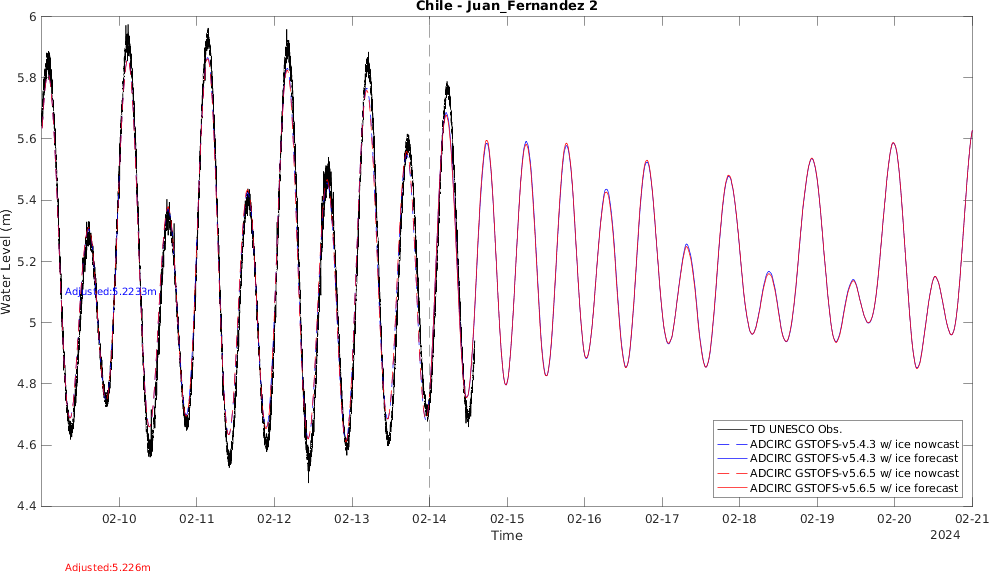 Chile - Juan_Fernandez 2
Water Level (m)
6
5.8
5.6
5.4
5.2
5
4.8
4.6
4.4
Adjusted:5.2233m
TD UNESCO Obs.
ADCIRC GSTOFS-v5.4.3 w/ ice nowcast
ADCIRC GSTOFS-v5.4.3 w/ ice forecast
ADCIRC GSTOFS-v5.6.5 w/ ice nowcast
ADCIRC GSTOFS-v5.6.5 w/ ice forecast
02-10 02-11 02-12 02-13 02-14 02-15 02-16 02-17 02-18 02-19 02-20 02-21
Time
2024
Adjusted:5.226m